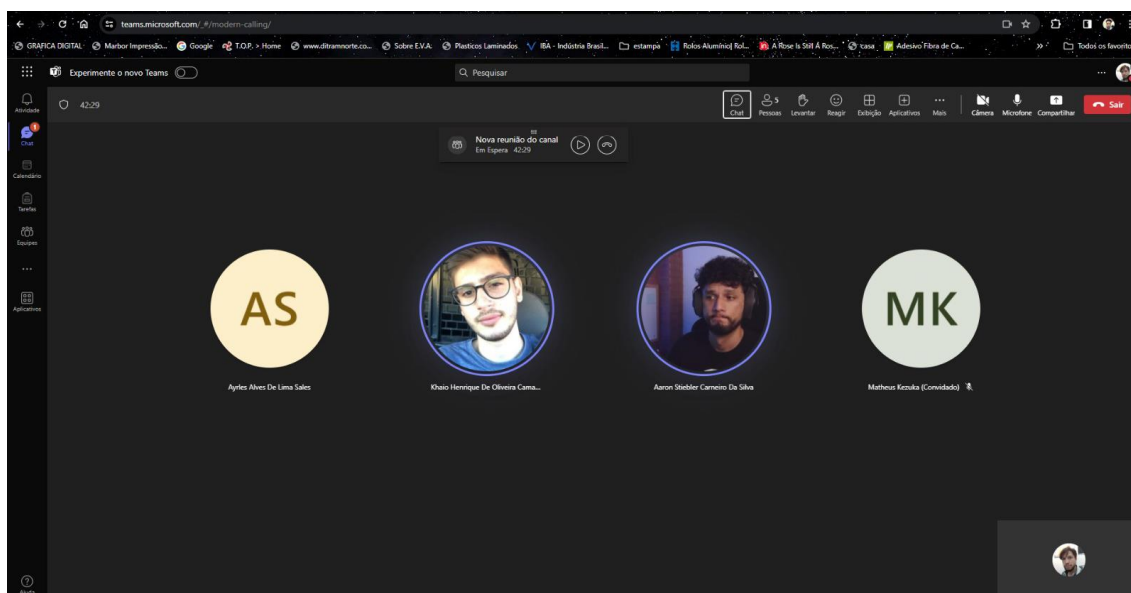 teams.microsoft.com/_#/modern-calling/
GRAFICA DIGITAL Marbor Impressão... Google T.O.P. > Home www.ditramnorte.co... Sobre E.V.A: Plasticos Laminados IBÁ - Indústria Brasil... estampa Rolos Alumínio| Rol... A Rose Is Still A Ros... casa Adesivo Fibra de Ca... » Todos os favorito
Experimente o novo Teams
Pesquisar
42:29
Chat
5
Pessoas
Levantar
Reagir
Exibição
Aplicativos
Mais
Câmera
Microfone
Compartilhar
Sair
Atividade
1
Chat
Calendário
Tarefas
Equipes
Aplicativos
Nova reunião do canal
Em Espera 42:29
AS
MK
Ayrles Alves De Lima Sales
Khaio Henrique De Oliveira Cama...
Aaron Stiebler Carneiro Da Silva
Matheus Kezuka (Convidado)